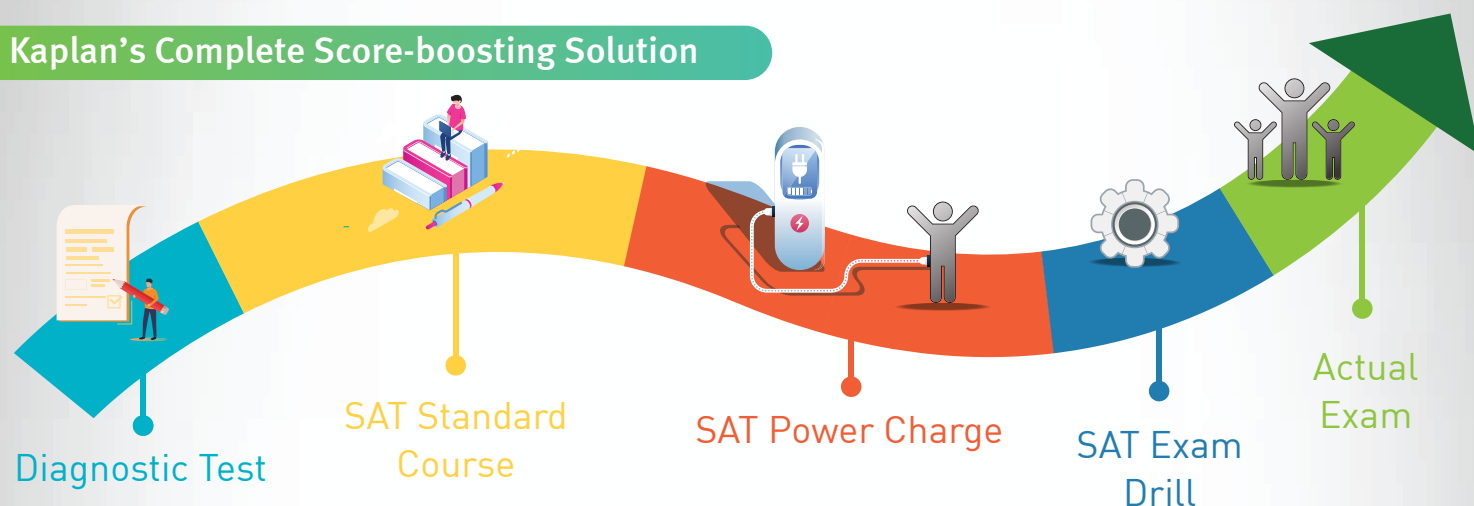 Kaplan's Complete Score-boosting Solution
Diagnostic Test
SAT Standard
Course
SAT Power Charge
SAT Exam
Drill
Actual
Exam